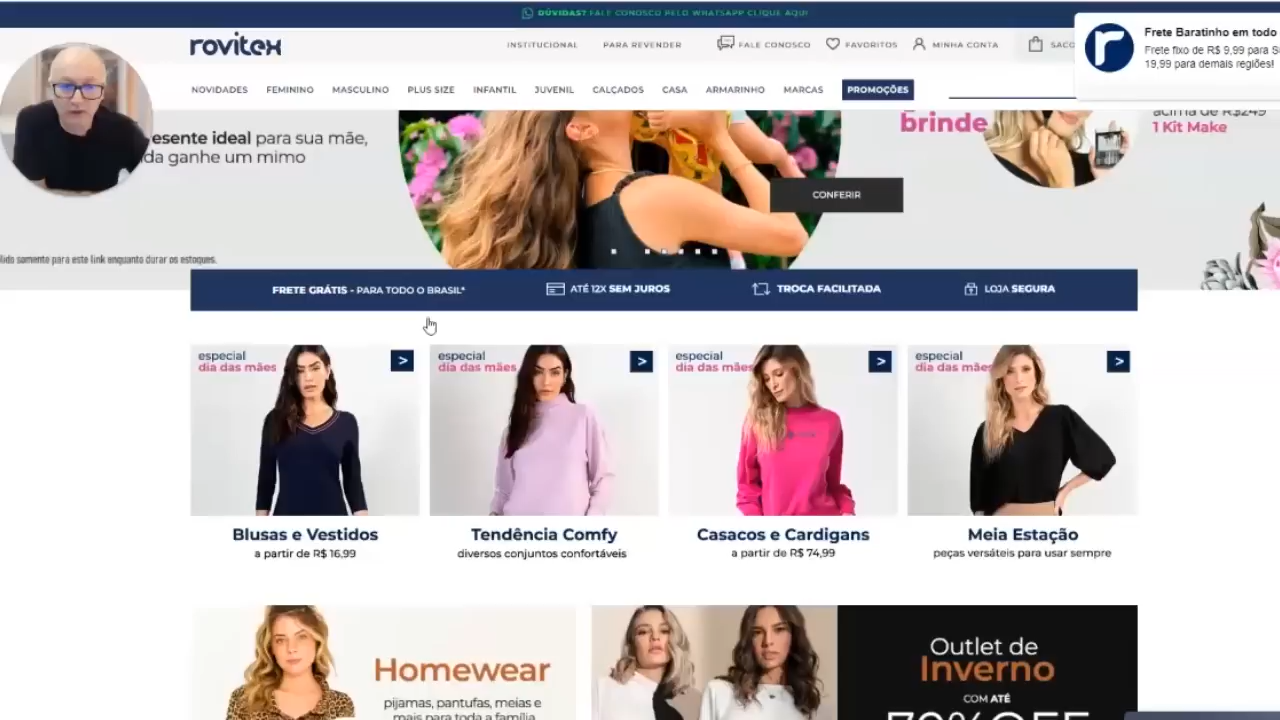 DÚVIDAS? FALE CONOSCO PELO WHATSAPP CLIQUE AQUI
rovitex
INSTITUCIONAL
PARA REVENDER
FALE CONOSCO
FAVORITOS
MINHA CONTA
SACO
Frete Baratinho em todo
Frete fixo de R$ 9,99 para S
19,99 para demais regiões!
NOVIDADES
FEMININO
MASCULINO
PLUS SIZE
INFANTIL
JUVENIL
CALÇADOS
CASA
ARMARINHO
MARCAS
PROMOÇÕES
esente ideal para sua mãe,
da ganhe um mimo
brinde
acima de R$249
1 Kit Make
CONFERIR
lido somente para este link enquanto durar os estoques.
FRETE GRÁTIS - PARA TODO O BRASIL*
ATÉ 12X SEM JUROS
TROCA FACILITADA
LOJA SEGURA
especial
dia das mães
>
especial
dia das mães
>
especial
dia das mães
>
especial
dia das mães
>
Blusas e Vestidos
a partir de R$ 16,99
Tendência Comfy
diversos conjuntos confortáveis
Casacos e Cardigans
a partir de R$ 74,99
Meia Estação
peças versáteis para usar sempre
Homewear
pijamas, pantufas, meias e
mais para toda a família
Outlet de
Inverno
COM ATÉ
70%OFF